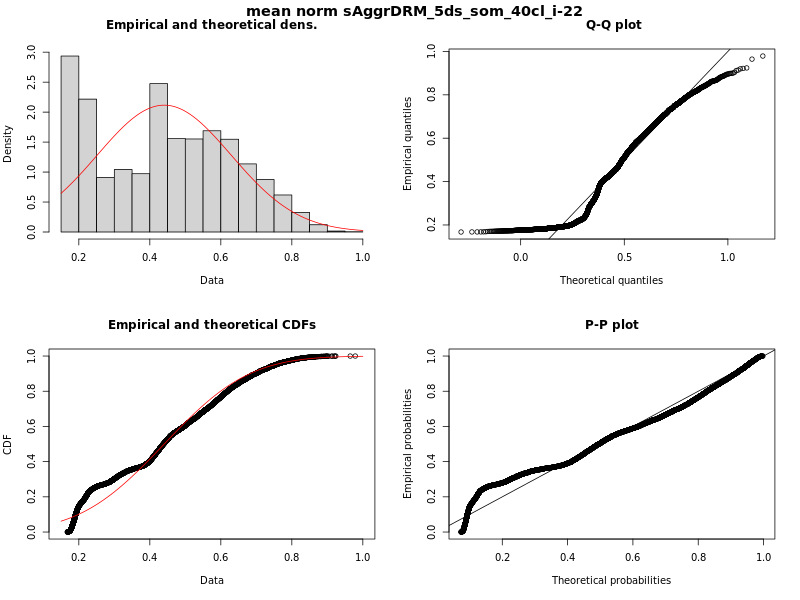 mean norm sAggrDRM_5ds_som_40cl_i-22
Empirical and theoretical dens.
Density
0.0 0.5 1.0 1.5 2.0 2.5 3.0
0.2 0.4 0.6 0.8 1.0
Data
Q-Q plot
Empirical quantiles
0.2 0.4 0.6 0.8 1.0
0.0 0.5 1.0
Theoretical quantiles
Empirical and theoretical CDFs
CDF
0.0 0.2 0.4 0.6 0.8 1.0
0.2 0.4 0.6 0.8 1.0
Data
P-P plot
Empirical probabilities
0.0 0.2 0.4 0.6 0.8 1.0
0.2 0.4 0.6 0.8 1.0
Theoretical probabilities